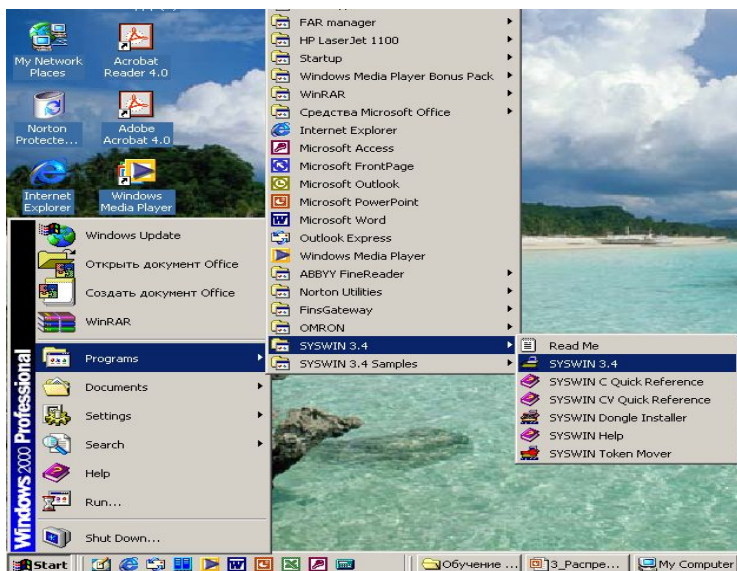 My Network
Places
Acrobat
Reader 4.0
Norton
Protecte...
Adobe
Acrobat 4.0
Internet
Explorer
Windows
Media Player
FAR manager
HP LaserJet 1100
Startup
Windows Media Player Bonus Pack
WinRAR
Средства Microsoft Office
Internet Explorer
Microsoft Access
Microsoft FrontPage
Microsoft Outlook
Microsoft PowerPoint
Microsoft Word
Outlook Express
Windows Media Player
ABBYY FineReader
Norton Utilities
FinsGateway
OMRON
SYSWIN 3.4
SYSWIN 3.4 Samples
Read Me
SYSWIN 3.4
SYSWIN C Quick Reference
SYSWIN CV Quick Reference
SYSWIN Dongle Installer
SYSWIN Help
SYSWIN Token Mover
Windows Update
Открыть документ Office
Создать документ Office
WinRAR
Programs
Documents
Settings
Search
Help
Run...
Shut Down...
Windows 2000 Professional
Start
Обучение ...
3_Распре...
My Computer